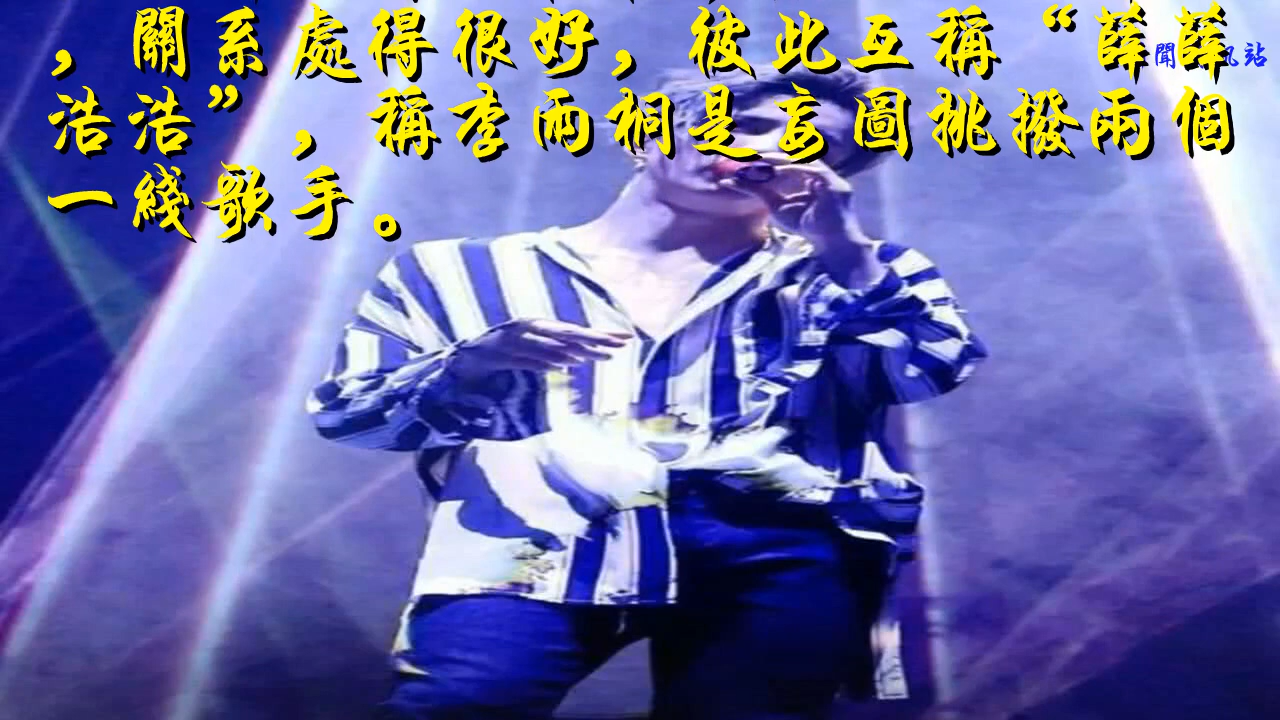 ，關系處得很好，彼此互稱“薛薛
浩浩”，稱李雨桐是妄圖挑撥兩個
一綫歌手。